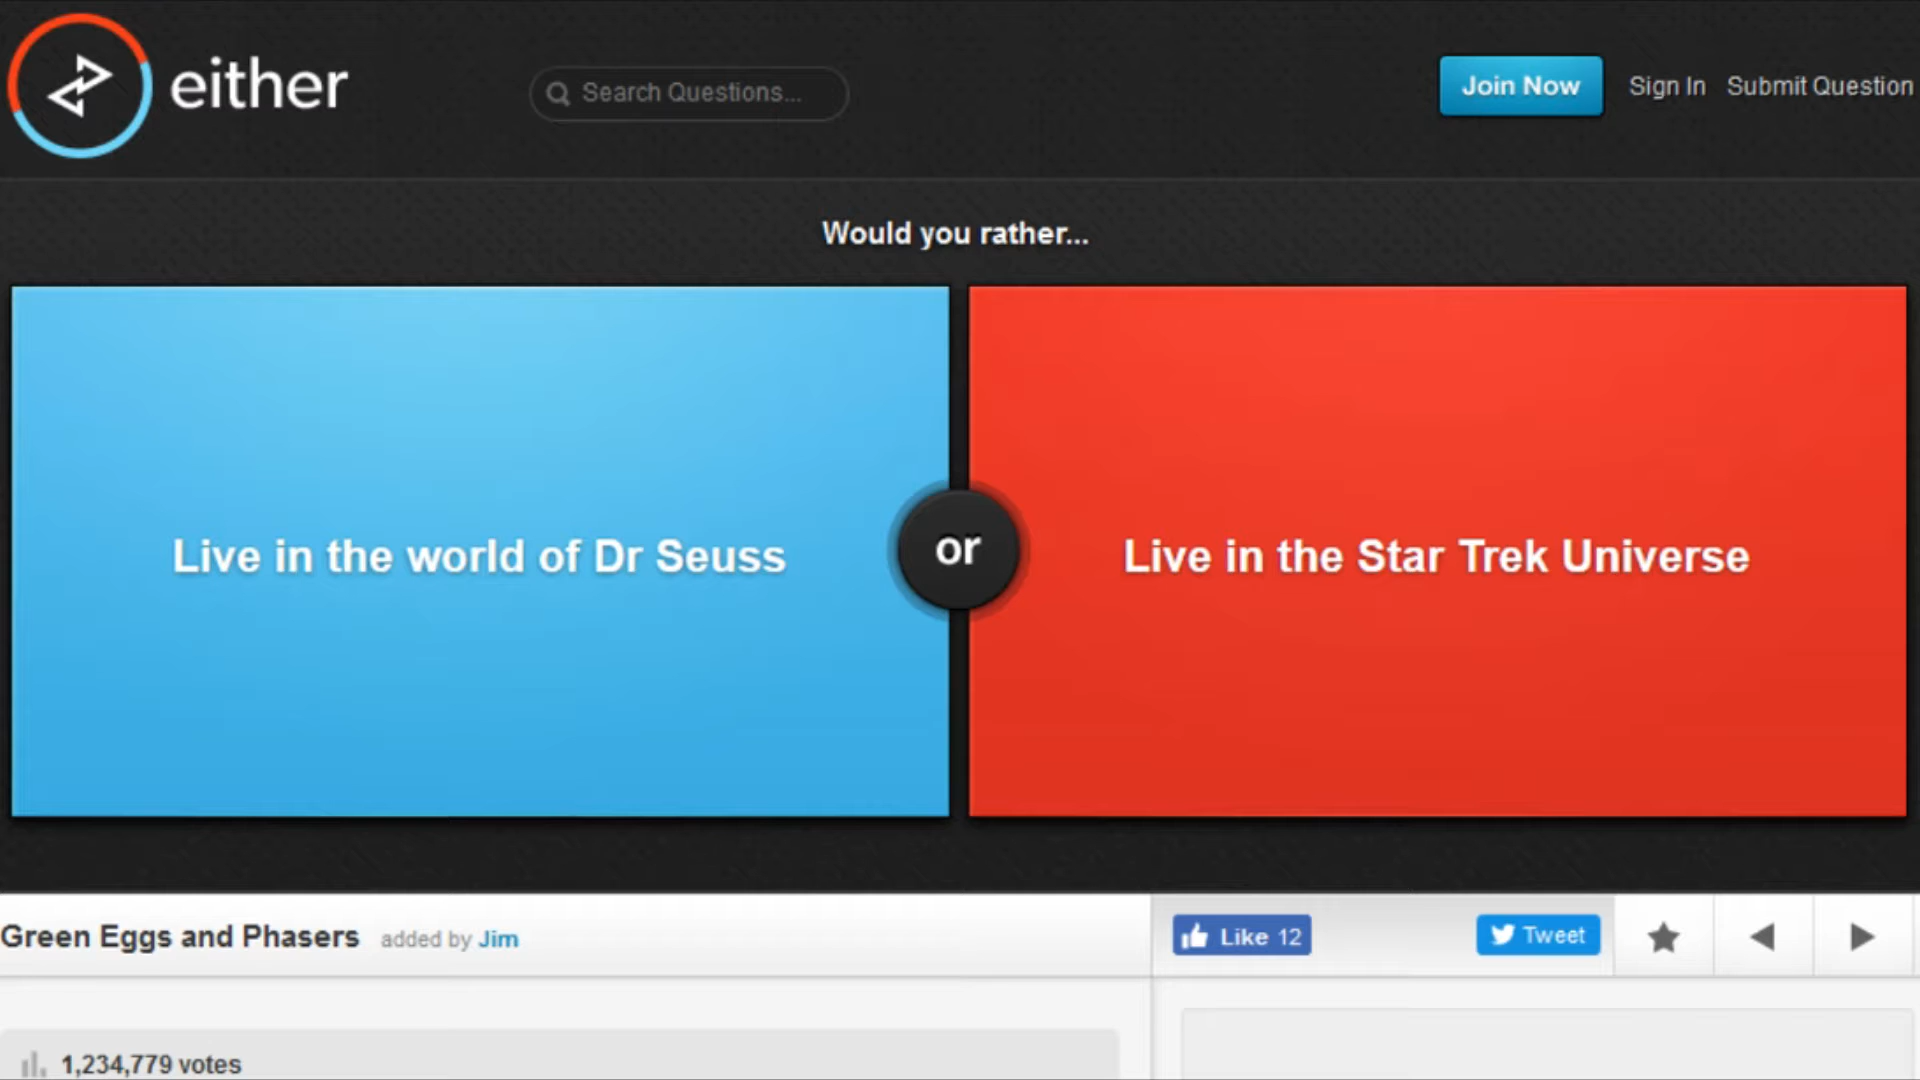 either
Search Questions...
Join Now
Sign In
Submit Question
Would you rather...
Live in the world of Dr Seuss
or
Live in the Star Trek Universe
Green Eggs and Phasers added by Jim
Like 12
Tweet
1,234,779 votes